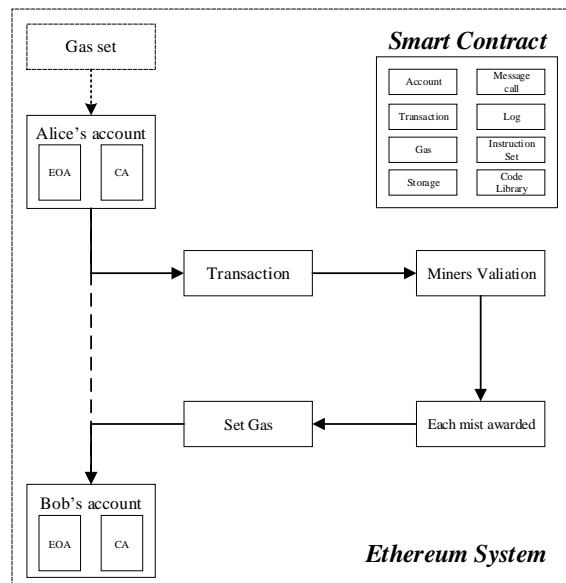 Gas set
Smart Contract
Account
Message
call
Transaction
Log
Gas
Instruction
Set
Storage
Code
Library
Alice's account
EOA
CA
Transaction
Miners Valiation
Set Gas
Each mist awarded
Bob's account
EOA
CA
Ethereum System